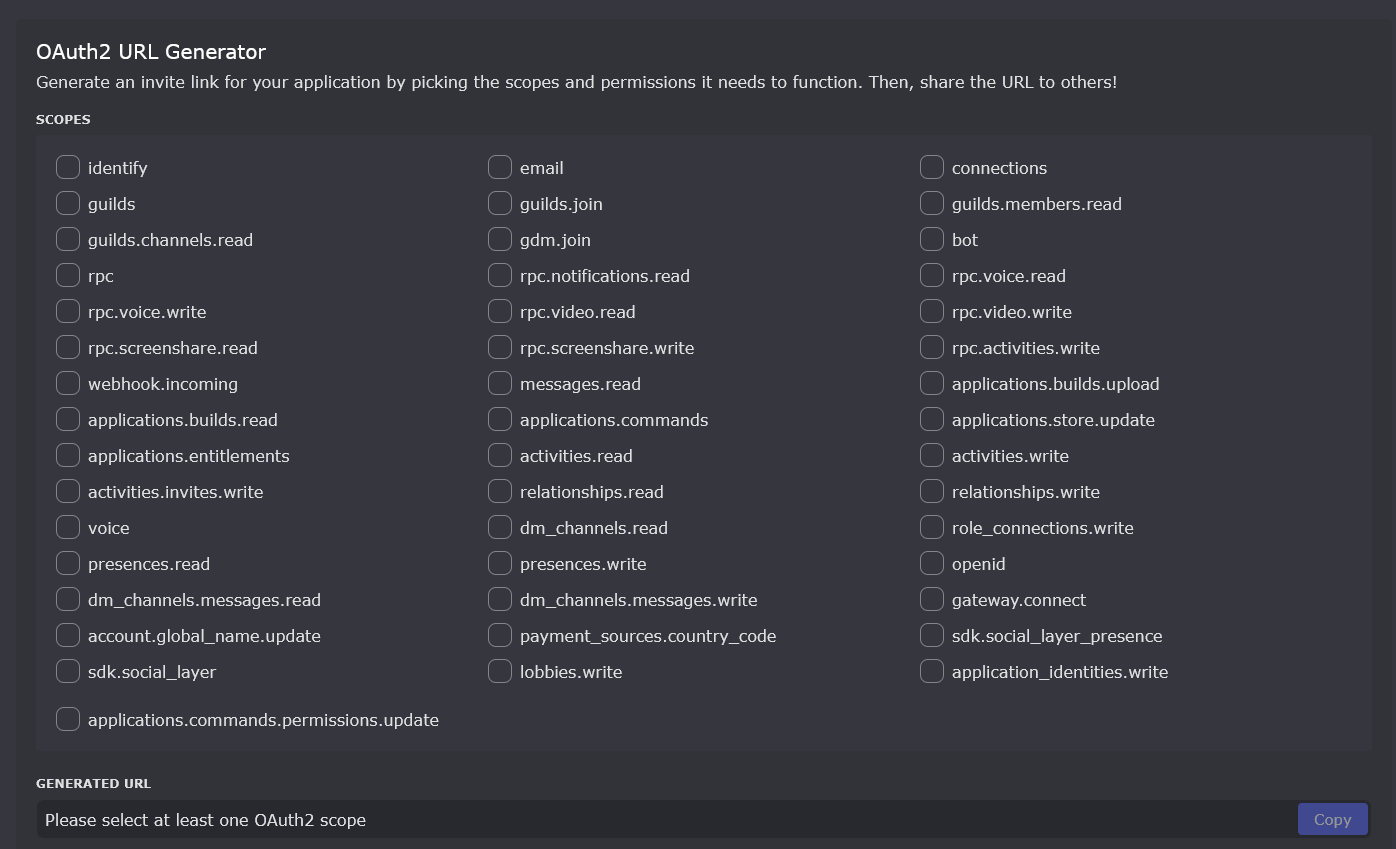 OAuth2 URL Generator
Generate an invite link for your application by picking the scopes and permissions it needs to function. Then, share the URL to others!
SCOPES
identify email connections
guilds guilds.join guilds.members.read
guilds.channels.read gdm.join bot
rpc rpc.notifications.read rpc.voice.read
rpc.voice.write rpc.video.read rpc.video.write
rpc.screenshare.read rpc.screenshare.write rpc.activities.write
webhook.incoming messages.read applications.builds.upload
applications.builds.read applications.commands applications.store.update
applications.entitlements activities.read activities.write
activities.invites.write relationships.read relationships.write
voice dm_channels.read role_connections.write
presences.read presences.write openid
dm_channels.messages.read dm_channels.messages.write gateway.connect
account.global_name.update payment_sources.country_code sdk.social_layer_presence
sdk.social_layer lobbies.write application_identities.write
applications.commands.permissions.update
GENERATED URL
Please select at least one OAuth2 scope Copy